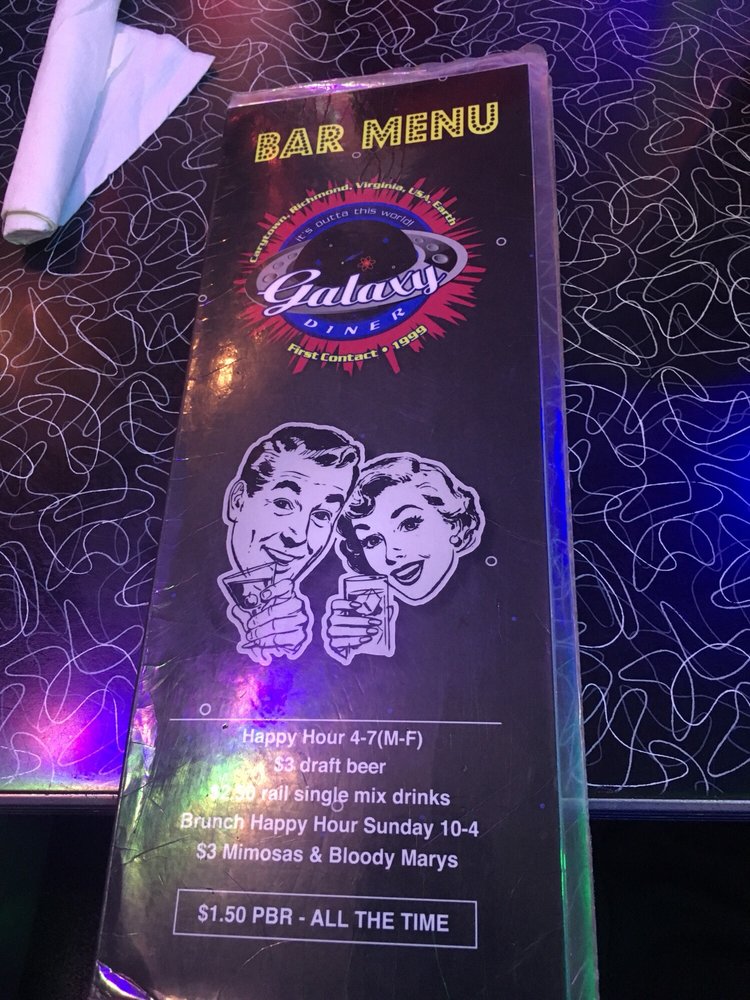 BAR MENU
Carytown, Richmond, Virginia, USA, Earth
it's outta this world!
Galaxy
DINER
First Contact • 1999
Happy Hour 4-7(M-F)
$3 draft beer
$2.50 rail single mix drinks
Brunch Happy Hour Sunday 10-4
$3 Mimosas & Bloody Marys
$1.50 PBR - ALL THE TIME